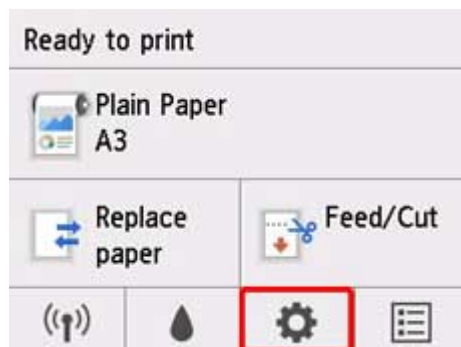 Ready to print
Plain Paper
A3
Replace
paper
Feed/Cut